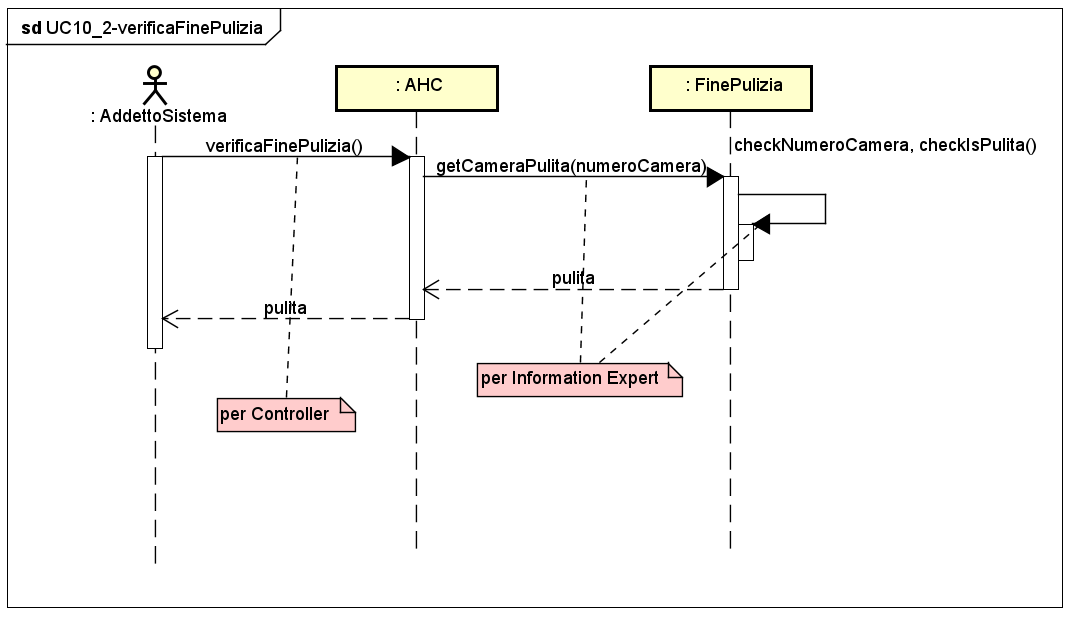 sd UC10_2-verificaFinePulizia
: AddettoSistema
: AHC
: FinePulizia
verificaFinePulizia()
checkNumeroCamera, checkIsPulita()
getCameraPulita(numeroCamera)
pulita
pulita
per Information Expert
per Controller